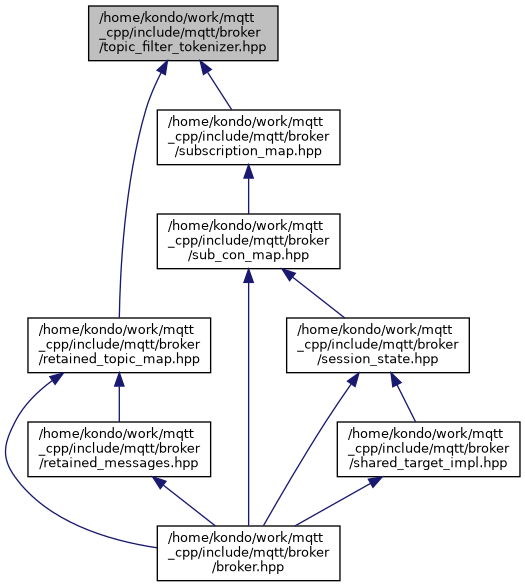 /home/kondo/work/mqtt
_cpp/include/mqtt/broker
/topic_filter_tokenizer.hpp
/home/kondo/work/mqtt
_cpp/include/mqtt/broker
/subscription_map.hpp
/home/kondo/work/mqtt
_cpp/include/mqtt/broker
/sub_con_map.hpp
/home/kondo/work/mqtt
_cpp/include/mqtt/broker
/retained_topic_map.hpp
/home/kondo/work/mqtt
_cpp/include/mqtt/broker
/session_state.hpp
/home/kondo/work/mqtt
_cpp/include/mqtt/broker
/retained_messages.hpp
/home/kondo/work/mqtt
_cpp/include/mqtt/broker
/shared_target_impl.hpp
/home/kondo/work/mqtt
_cpp/include/mqtt/broker
/broker.hpp